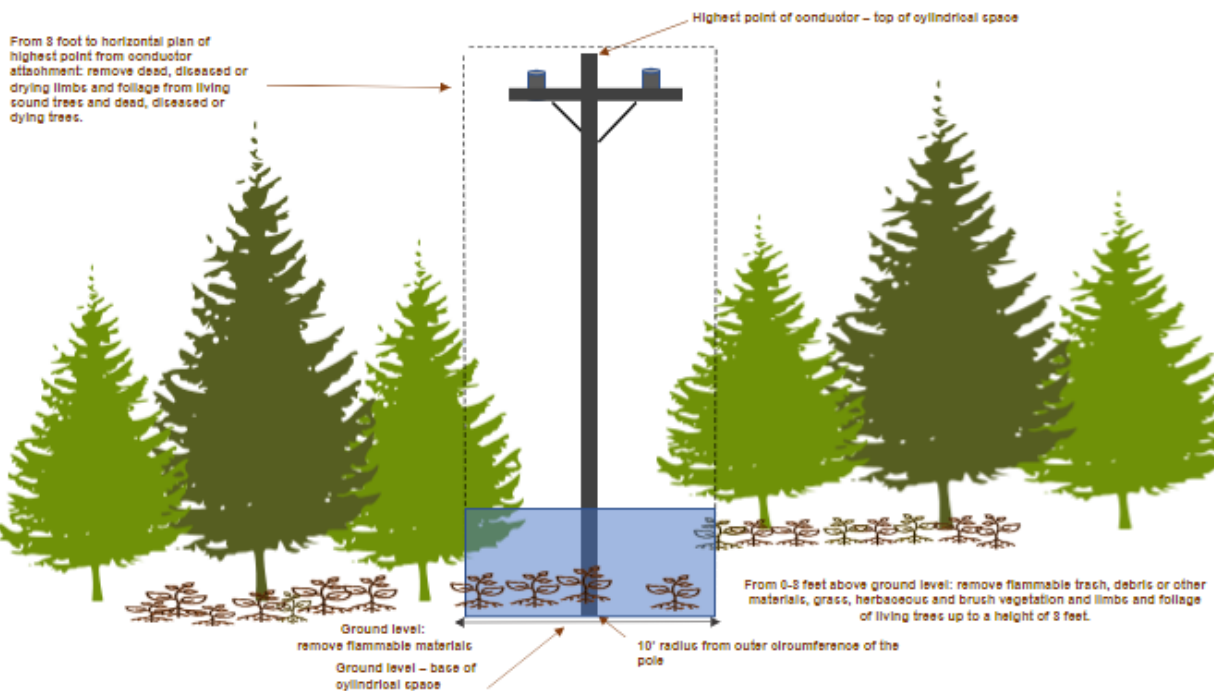 Highest point of conductor – top of cylindrical space
From 8 foot to horizontal plan of
highest point from conductor
attachment: remove dead, diseased or
drying limbs and foliage from living
sound trees and dead, diseased or
dying trees.
From 0-8 feet above ground level: remove flammable trash, debris or other
materials, grass, herbaceous and brush vegetation and limbs and foliage
of living trees up to a height of 8 feet.
Ground level:
remove flammable materials
10' radius from outer circumference of the
pole
Ground level – base of
cylindrical space